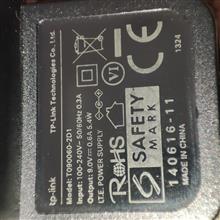 tp-link
TP-Link Technologies Co., Ltd.
Model: T090060-2D1
Input: 100-240V~50/60Hz 0.3A
Output: 9.0V⎓0.6A 5.4W
I.T.E. POWER SUPPLY
VI
RoHS
S
SAFETY
MARK
140616-11
MADE IN CHINA
1324